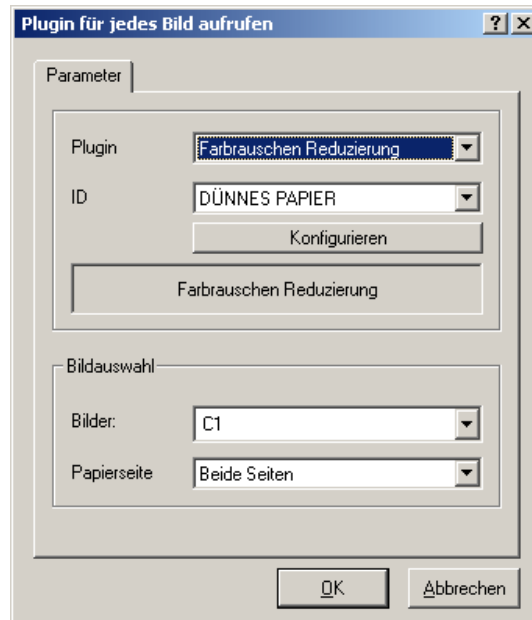 Plugin für jedes Bild aufrufen
Parameter
Plugin Farbrauschen Reduzierung
ID DÜNNES PAPIER
Konfigurieren
Farbrauschen Reduzierung
Bildauswahl
Bilder: C1
Papierseite Beide Seiten
OK Abbrechen